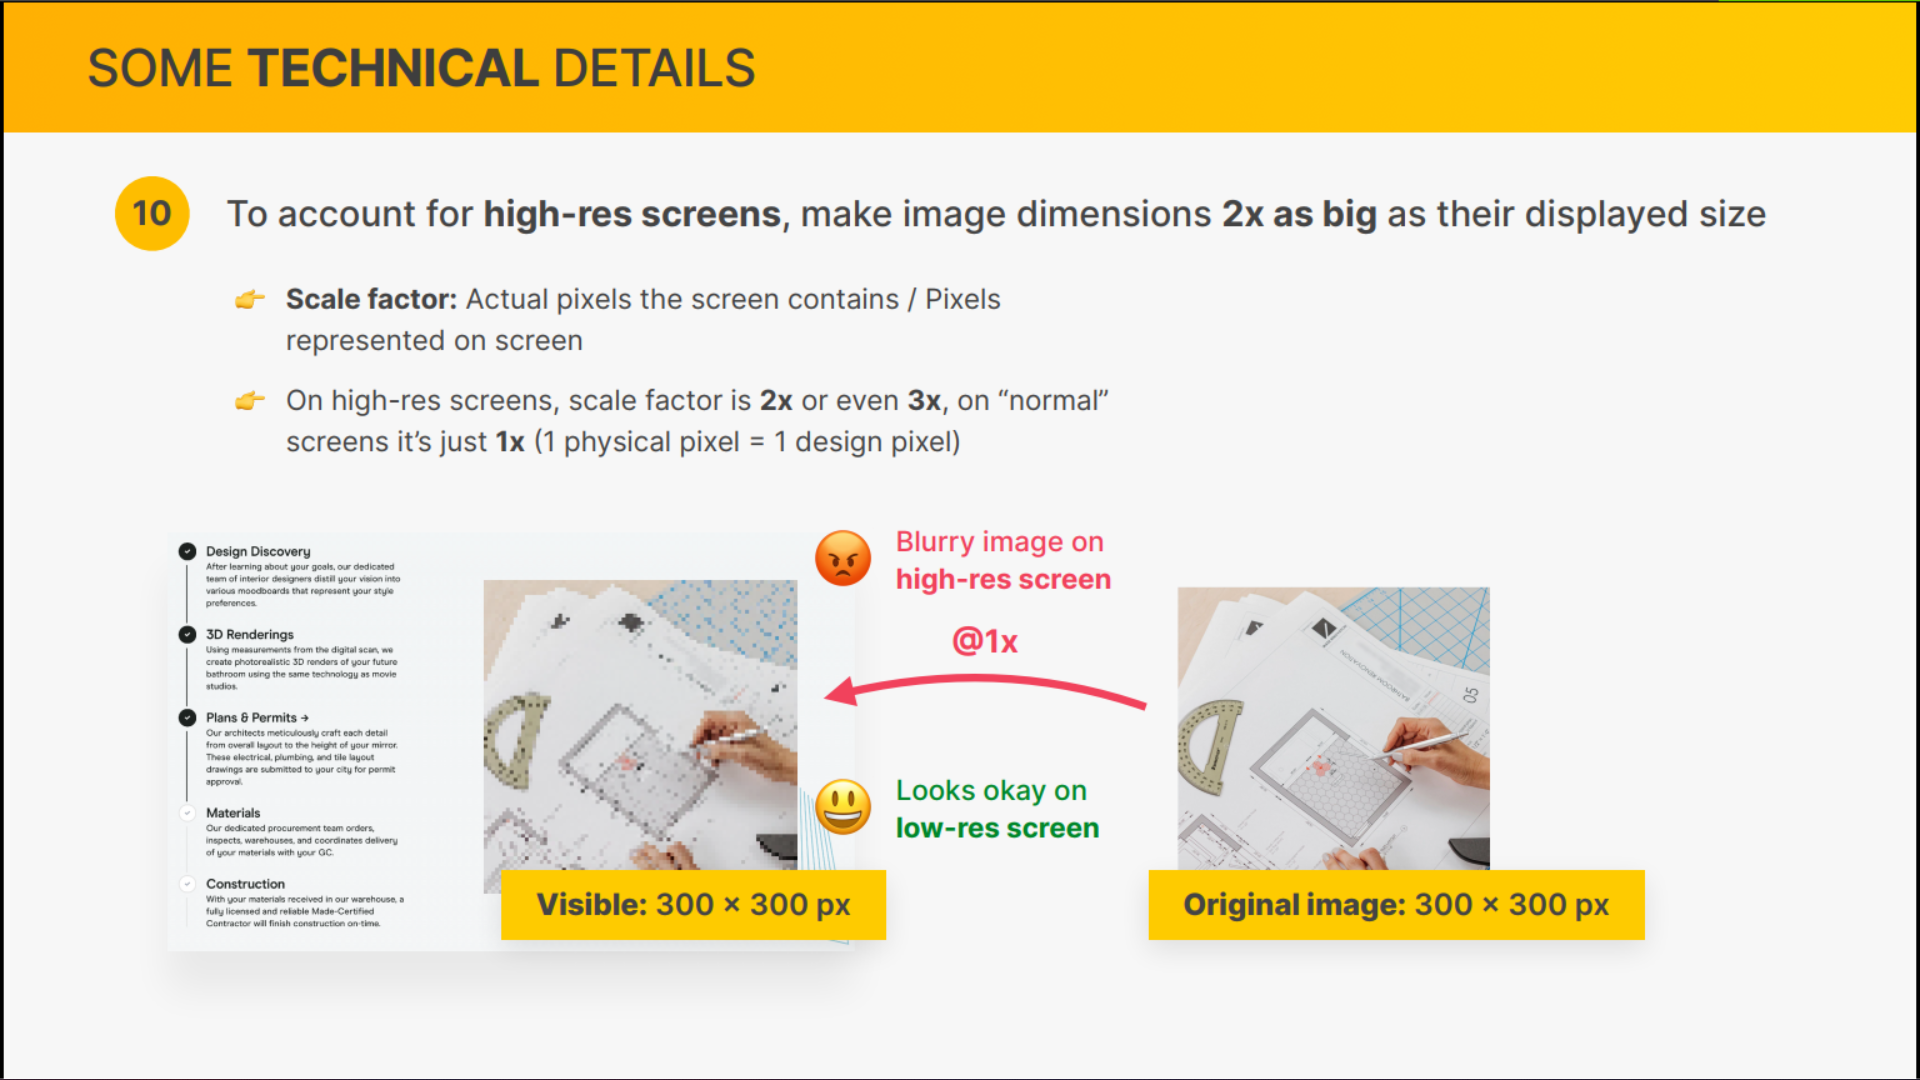 SOME TECHNICAL DETAILS
10
To account for high-res screens, make image dimensions 2x as big as their displayed size
👉 Scale factor: Actual pixels the screen contains / Pixels
represented on screen
👉 On high-res screens, scale factor is 2x or even 3x, on “normal”
screens it’s just 1x (1 physical pixel = 1 design pixel)
Design Discovery
After learning about your goals, our dedicated
team of interior designers distill your vision into
various moodboards that represent your style
preferences.
3D Renderings
Using measurements from the digital scan, we
create photorealistic 3D renders of your future
bathroom using the same technology as movie
studios.
Plans & Permits →
Our architects meticulously craft each detail
from overall layout to the height of your mirror.
These electrical, plumbing, and tile layout
drawings are submitted to your city for permit
approval.
Materials
Our dedicated procurement team orders,
inspects, warehouses, and coordinates delivery
of your materials with your GC.
Construction
With your materials received in our warehouse, a
fully licensed and reliable Made-Certified
Contractor will finish construction on-time.
😡 Blurry image on
high-res screen
@1x
😃 Looks okay on
low-res screen
Visible: 300 × 300 px
05
Original image: 300 × 300 px